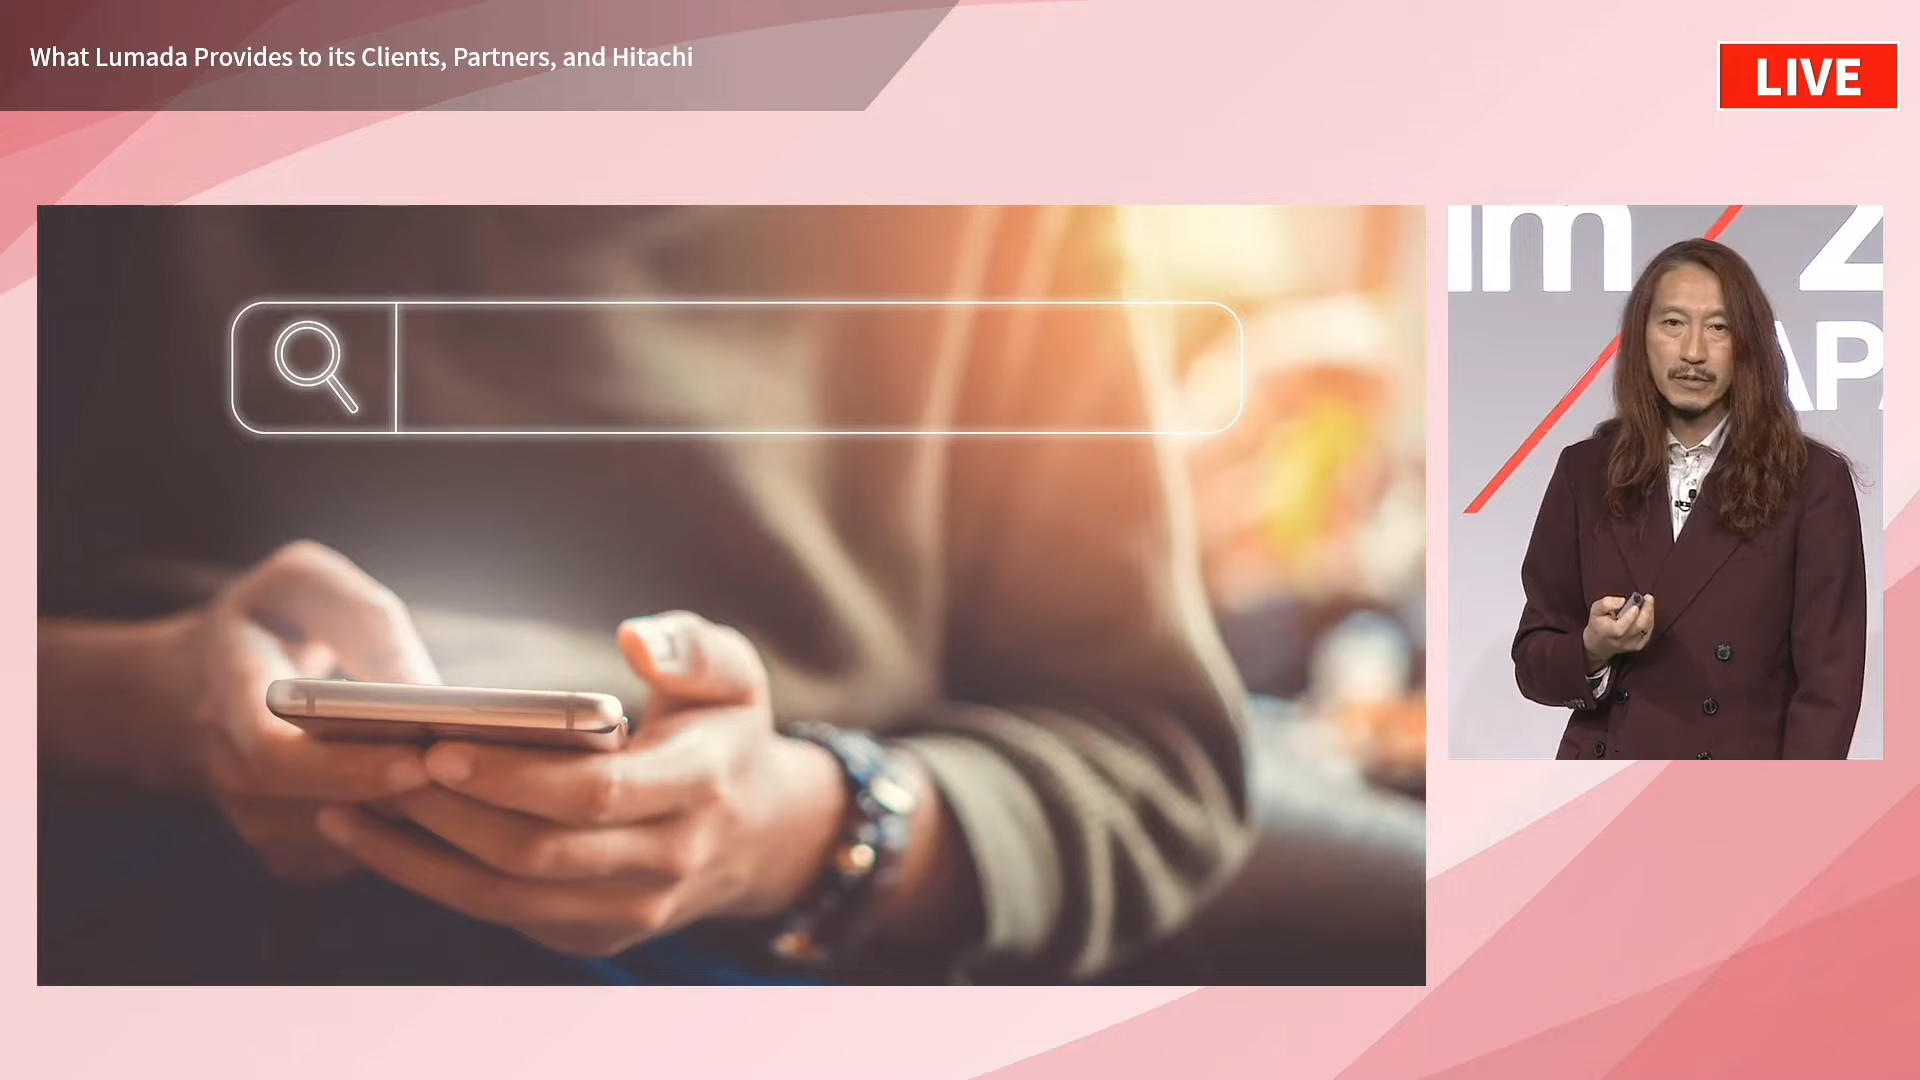 What Lumada Provides to its Clients, Partners, and Hitachi
LIVE